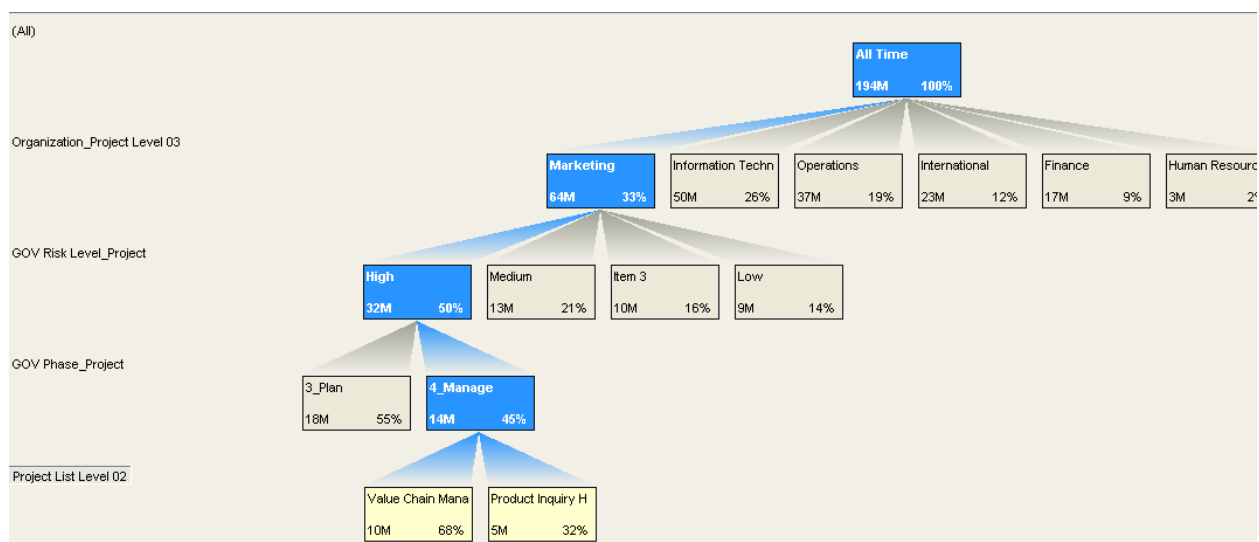 (All)
All Time
194M 100%
Organization_Project Level 03
Marketing
64M 33%
Information Techn
50M 26%
Operations
37M 19%
International
23M 12%
Finance
17M 9%
Human Resourc
3M 2%
GOV Risk Level_Project
High
32M 50%
Medium
13M 21%
Item 3
10M 16%
Low
9M 14%
GOV Phase_Project
3_Plan
18M 55%
4_Manage
14M 45%
Project List Level 02
Value Chain Mana
10M 68%
Product Inquiry H
5M 32%